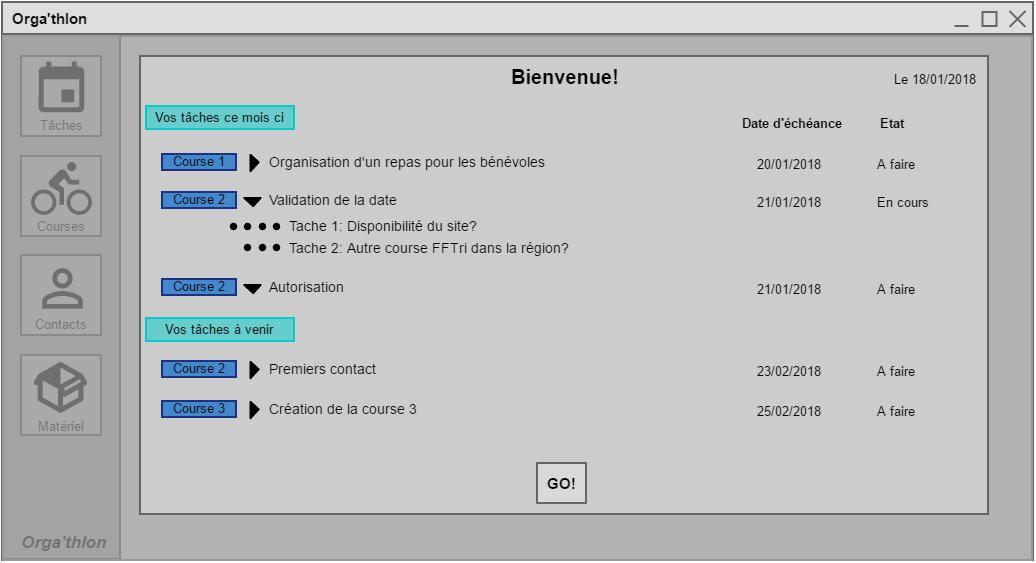 Orga'thlon
Bienvenue!
Le 18/01/2018
Vos tâches ce mois ci
Date d'échéance Etat
Course 1 Organisation d'un repas pour les bénévoles 20/01/2018 A faire
Course 2 Validation de la date 21/01/2018 En cours
Tache 1: Disponibilité du site?
Tache 2: Autre course FFTri dans la région?
Course 2 Autorisation 21/01/2018 A faire
Vos tâches à venir
Course 2 Premiers contact 23/02/2018 A faire
Course 3 Création de la course 3 25/02/2018 A faire
GO!
Tâches
Courses
Contacts
Matériel
Orga'thlon